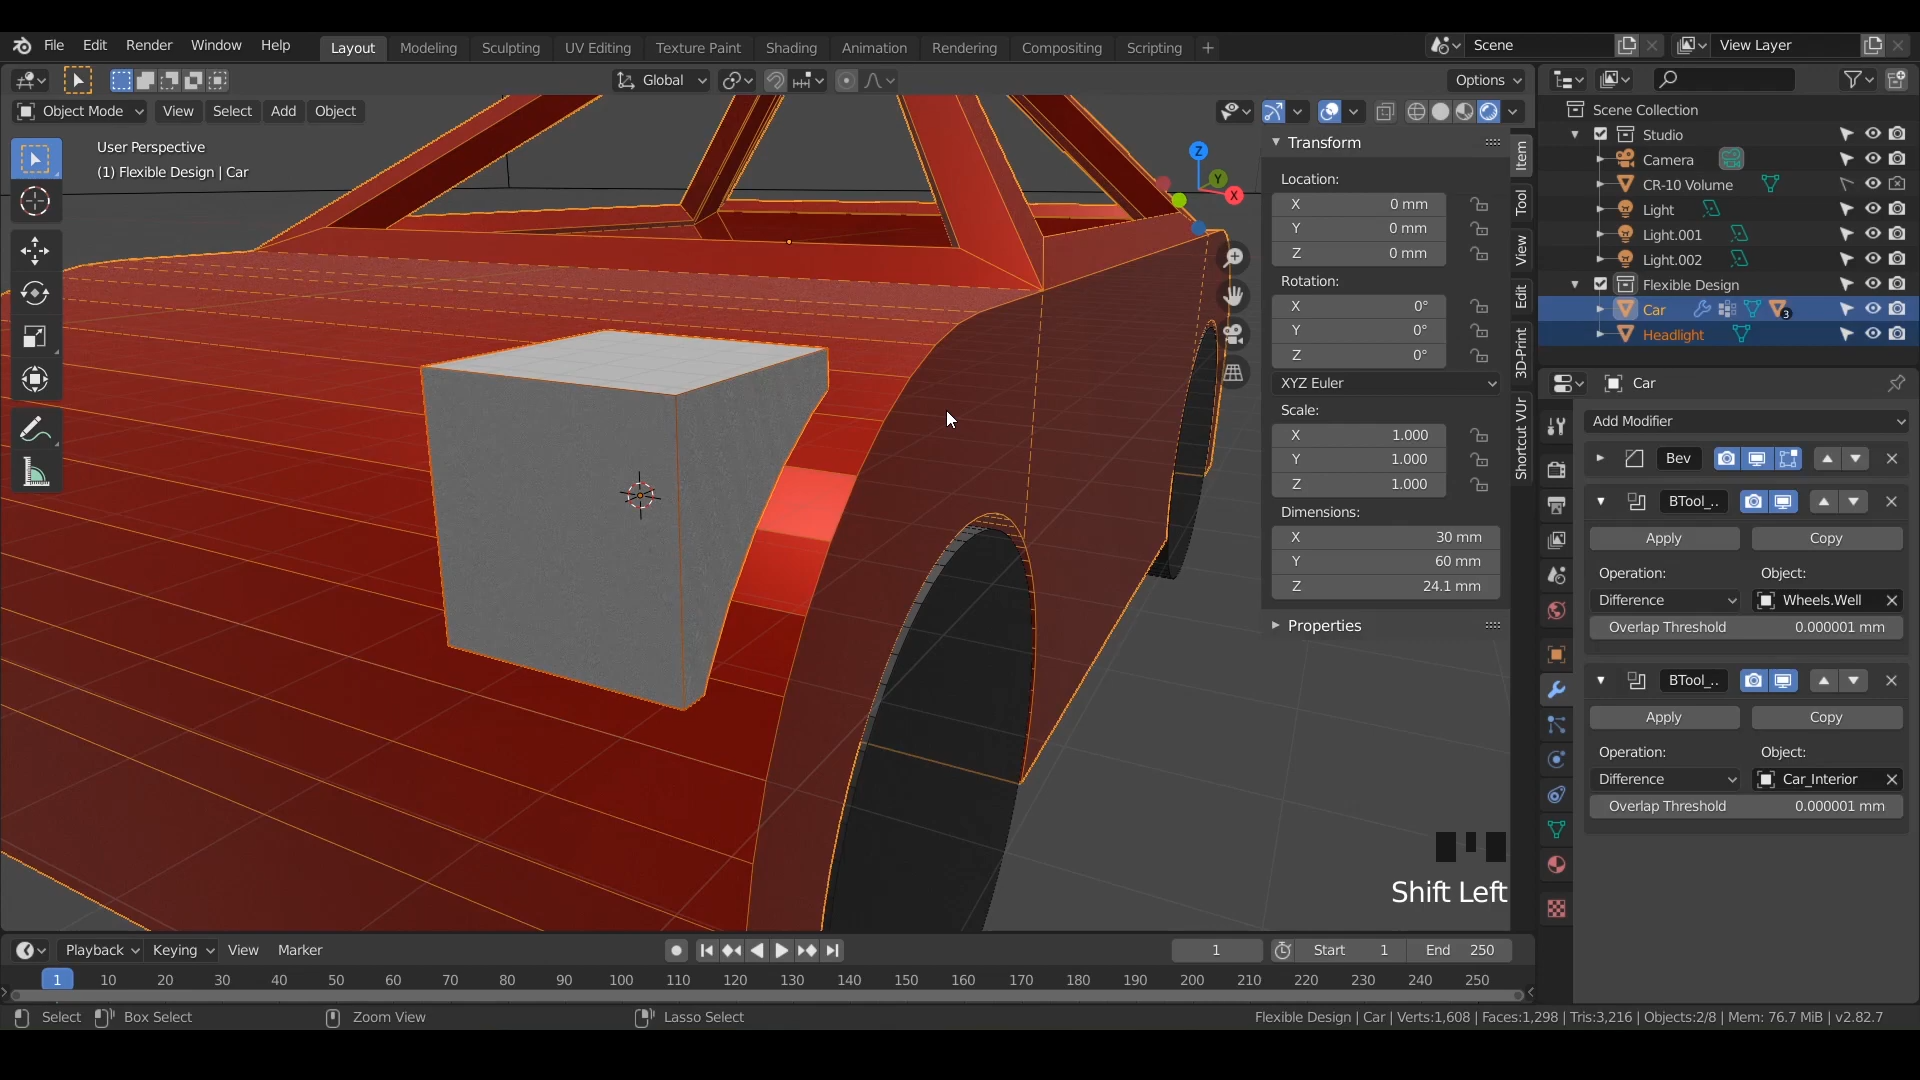 File Edit Render Window Help Layout Modeling Sculpting UV Editing Texture Paint Shading Animation Rendering Compositing Scripting + Scene View Layer
Global Options
Object Mode View Select Add Object
User Perspective
(1) Flexible Design | Car
Z
Y
X
Transform
Location:
X 0 mm
Y 0 mm
Z 0 mm
Rotation:
X 0°
Y 0°
Z 0°
XYZ Euler
Scale:
X 1.000
Y 1.000
Z 1.000
Dimensions:
X 30 mm
Y 60 mm
Z 24.1 mm
Properties
Item
Tool
View
Edit
3D-Print
Shortcut VUr
Scene Collection
Studio
Camera
CR-10 Volume
Light
Light.001
Light.002
Flexible Design
Car 3
Headlight
Car
Add Modifier
Bev
BTool_..
Apply Copy
Operation: Object:
Difference Wheels.Well
Overlap Threshold 0.000001 mm
BTool_..
Apply Copy
Operation: Object:
Difference Car_Interior
Overlap Threshold 0.000001 mm
Shift Left
Playback Keying View Marker 1 Start 1 End 250
1 10 20 30 40 50 60 70 80 90 100 110 120 130 140 150 160 170 180 190 200 210 220 230 240 250
Select Box Select Zoom View Lasso Select Flexible Design | Car | Verts:1,608 | Faces:1,298 | Tris:3,216 | Objects:2/8 | Mem: 76.7 MiB | v2.82.7